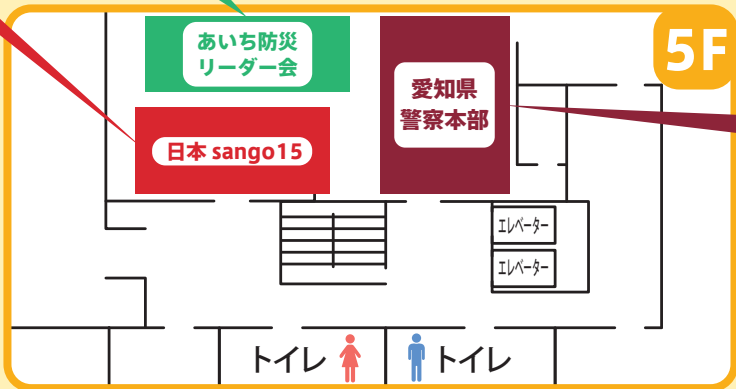 5F
あいち防災
リーダー会
愛知県
警察本部
日本 sango15
エレベーター
エレベーター
トイレ
トイレ